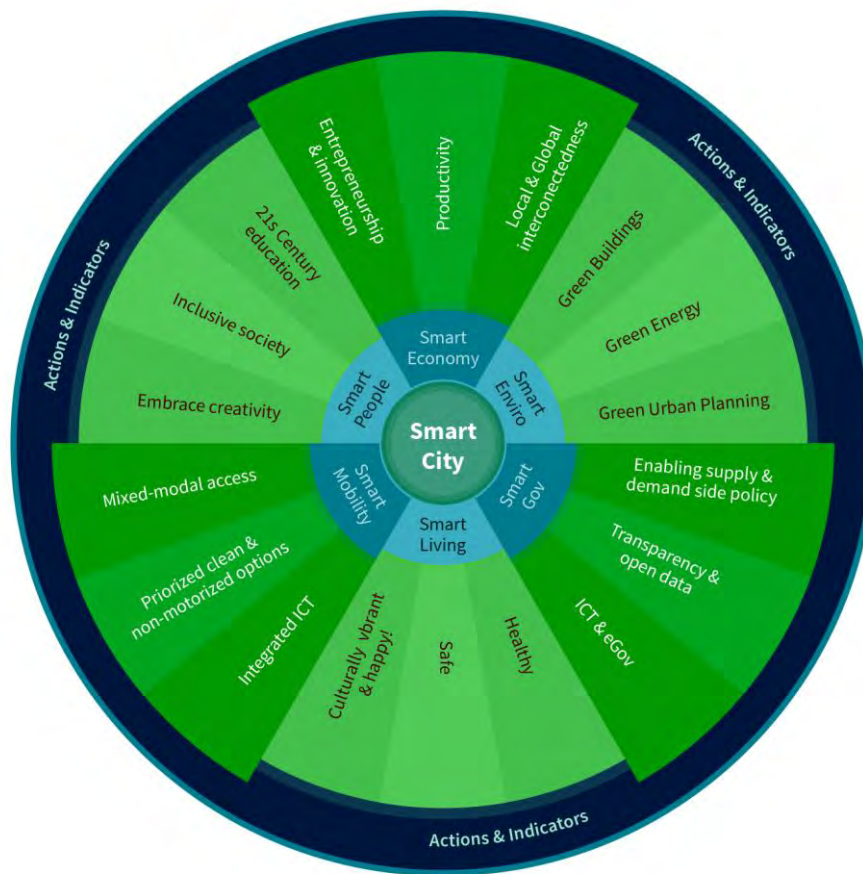 Actions & Indicators
Entrepreneurship
& innovation
Productivity
Local & Global
interconnectedness
Actions & Indicators
21s Century
education
Inclusive society
Embrace creativity
Green Buildings
Green Energy
Green Urban Planning
Smart
Economy
Smart
People
Smart
Enviro
Smart
City
Smart
Mobility
Smart
Living
Smart
Gov
Mixed-modal access
Priorized clean &
non-motorized options
Integrated ICT
Culturally vbrant
& happy!
Safe
Healthy
Enabling supply &
demand side policy
Transparency &
open data
ICT & eGov
Actions & Indicators